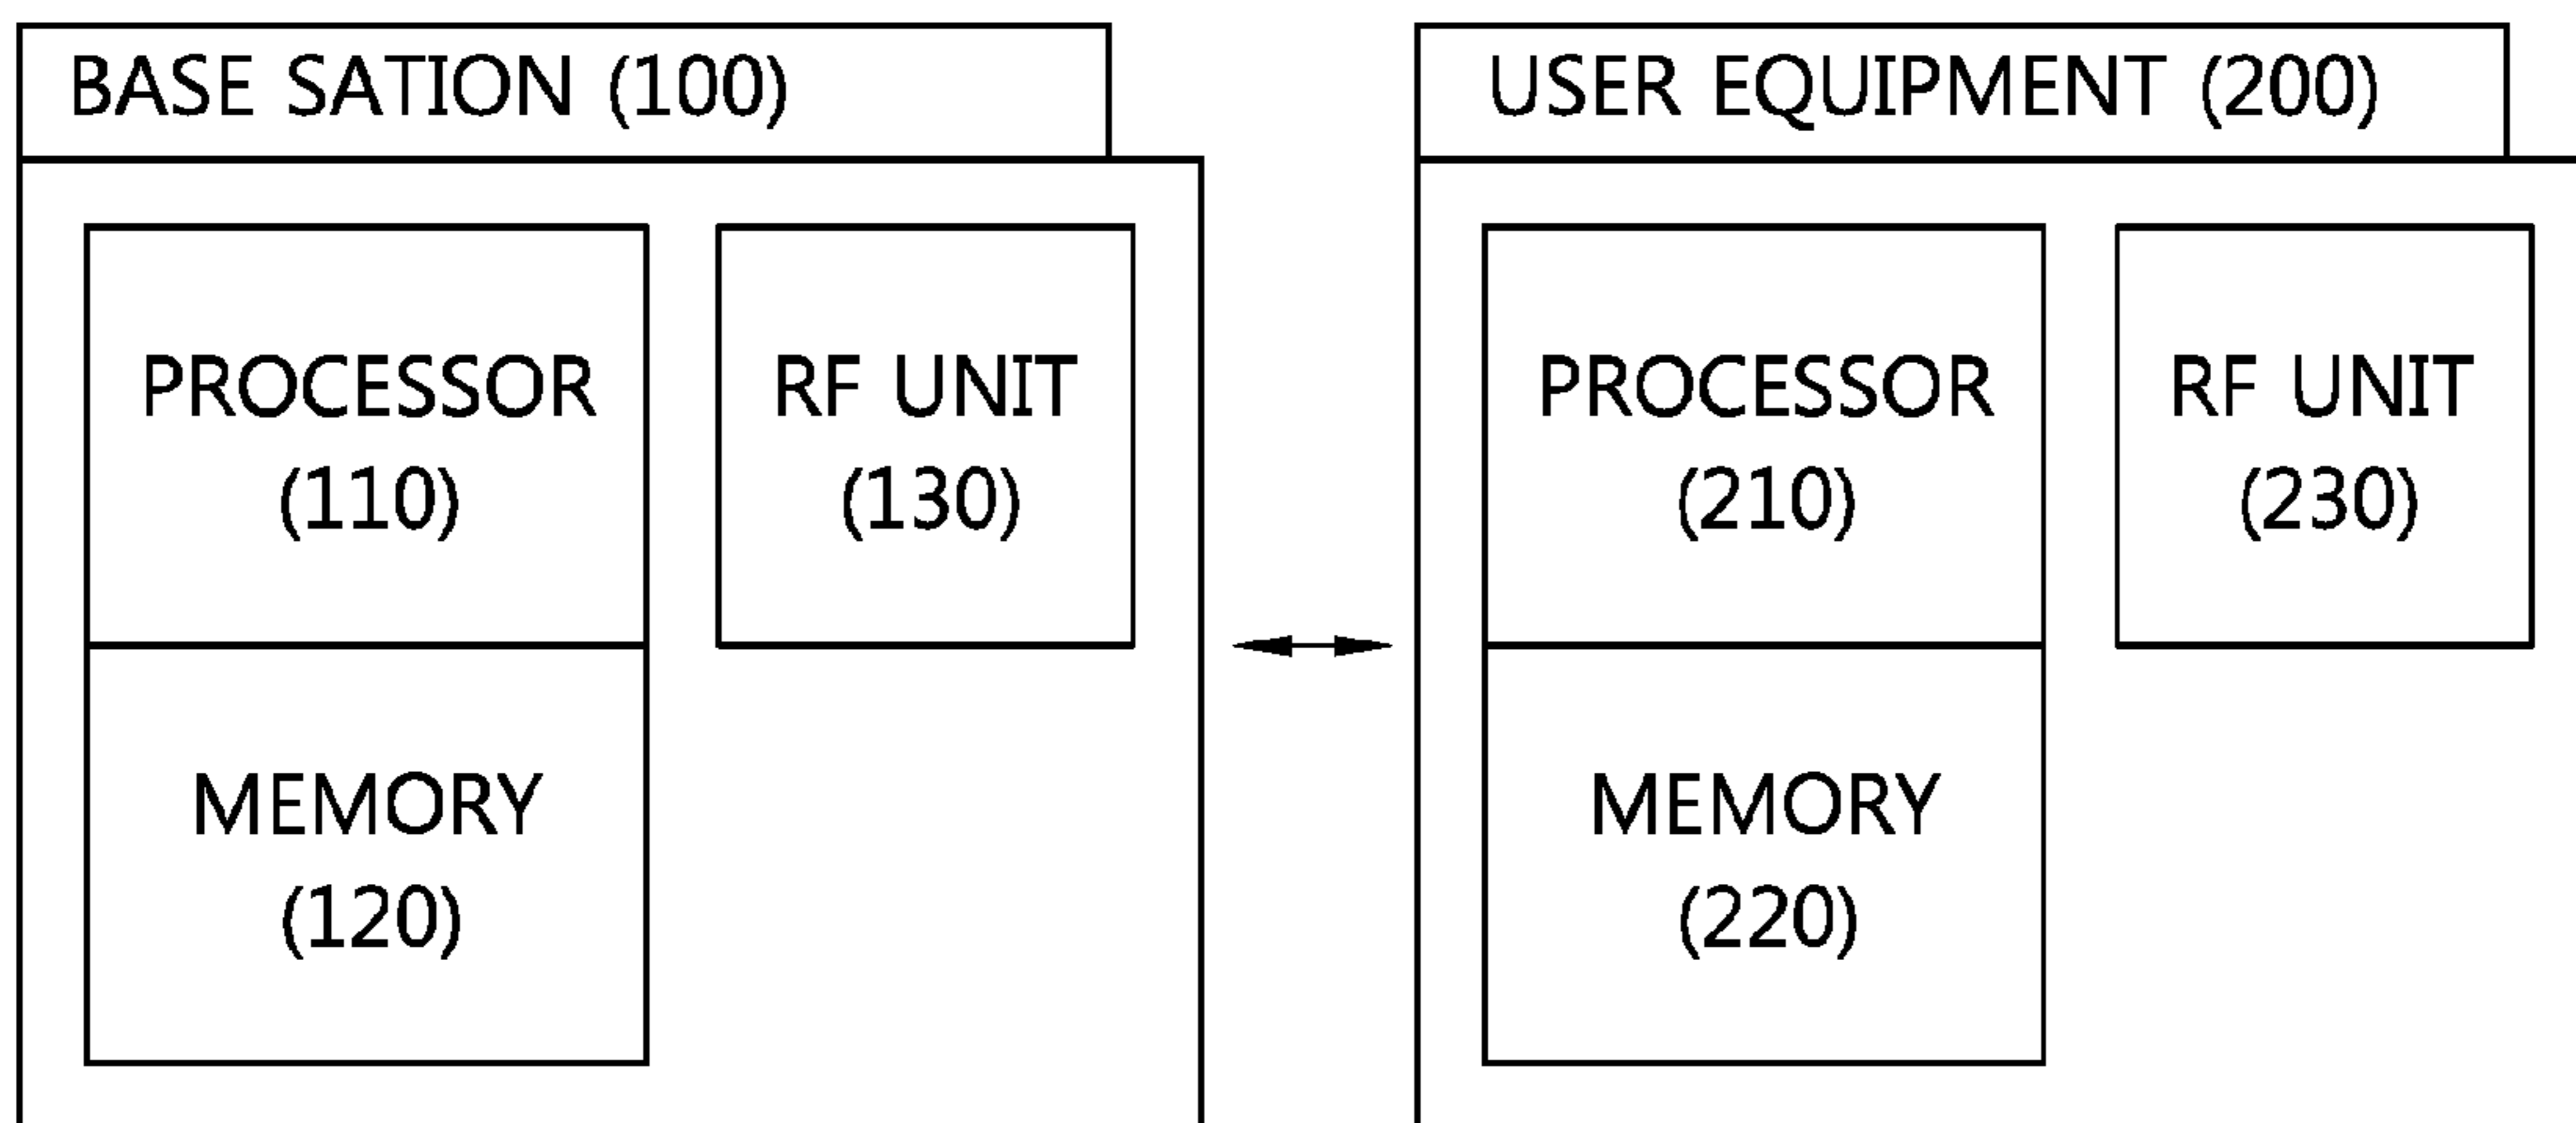 BASE SATION (100)
PROCESSOR
(110)
RF UNIT
(130)
MEMORY
(120)
USER EQUIPMENT (200)
PROCESSOR
(210)
RF UNIT
(230)
MEMORY
(220)